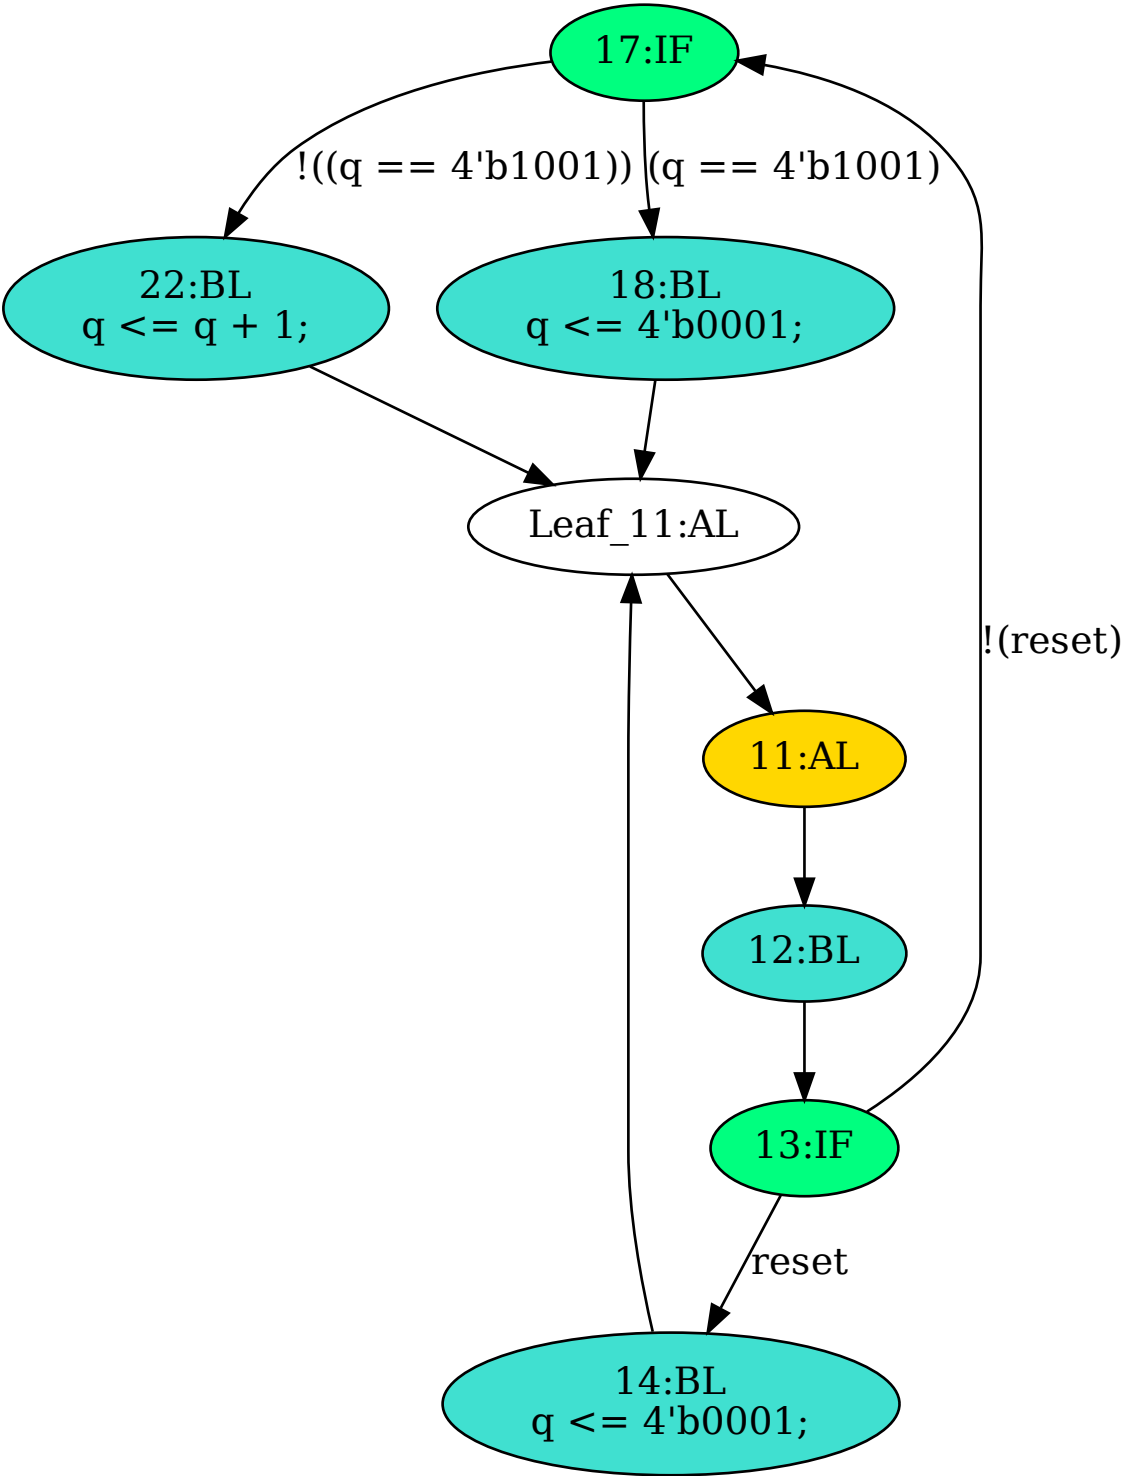 17:IF
!((q == 4'b1001))
(q == 4'b1001)
22:BL
q <= q + 1;
18:BL
q <= 4'b0001;
Leaf_11:AL
!(reset)
11:AL
12:BL
13:IF
reset
14:BL
q <= 4'b0001;